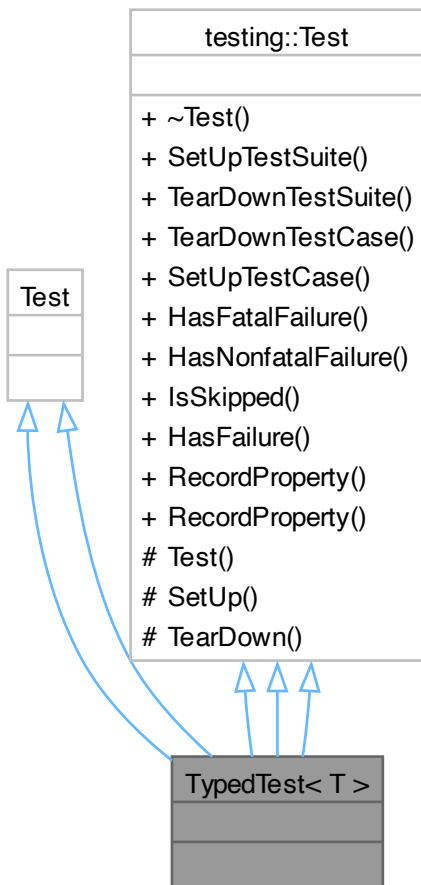 testing::Test
+ ~Test()
+ SetUpTestSuite()
+ TearDownTestSuite()
+ TearDownTestCase()
+ SetUpTestCase()
+ HasFatalFailure()
+ HasNonfatalFailure()
+ IsSkipped()
+ HasFailure()
+ RecordProperty()
+ RecordProperty()
# Test()
# SetUp()
# TearDown()
Test
TypedTest< T >